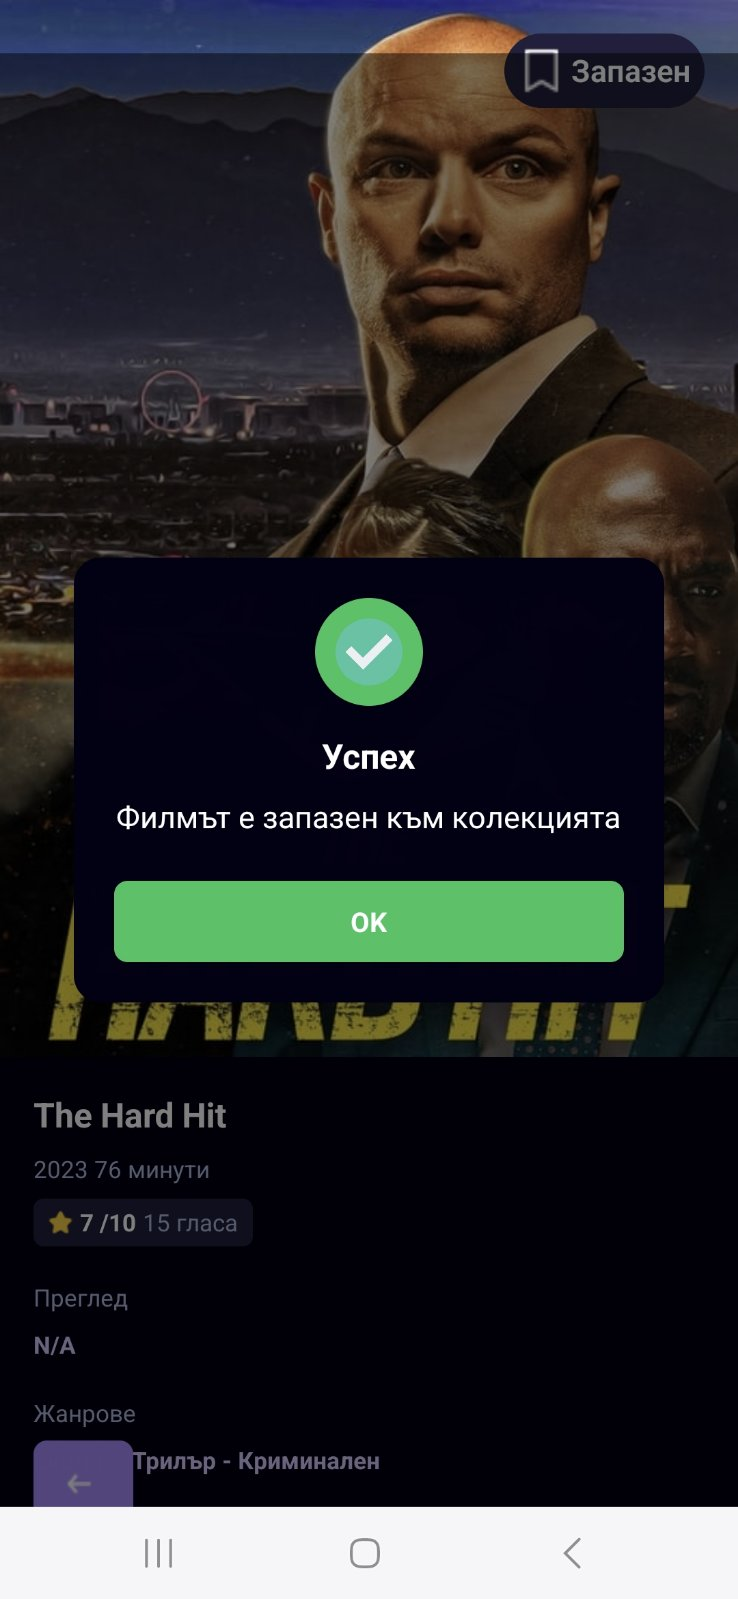 Запазен
Успех
Филмът е запазен към колекцията
OK
The Hard Hit
2023 76 минути
7 /10 15 гласа
Преглед
N/A
Жанрове
Трилър - Криминален